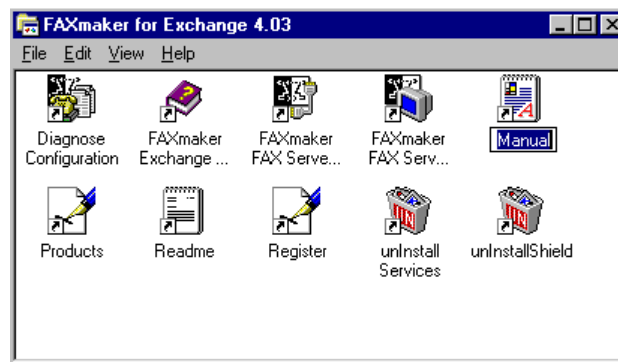 FAXmaker for Exchange 4.03
File Edit View Help
Diagnose
Configuration
FAXmaker
Exchange ...
FAXmaker
FAX Serve...
FAXmaker
FAX Serv...
Manual
Products
Readme
Register
unInstall
Services
unInstallShield